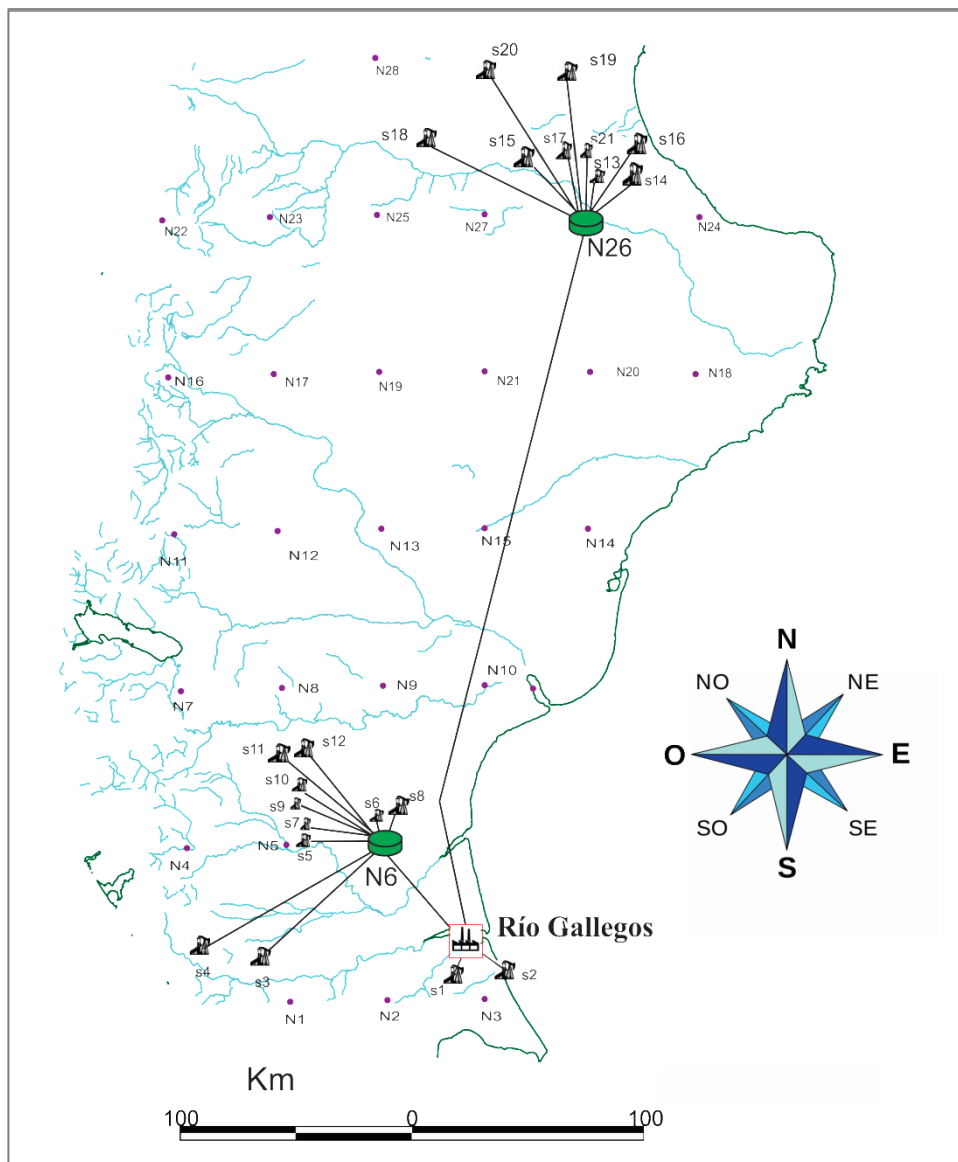 s20
s19
N28
s18
s15
s17
s21
s16
s13
s14
N22
N23
N25
N27
N26
N24
N16
N17
N19
N21
N20
N18
N11
N12
N13
N15
N14
N
NO
NE
O
E
SO
SE
S
N7
N8
N9
N10
s11
s12
s10
s9
s6
s8
s7
N4
N5
s5
N6
Río Gallegos
s4
s3
s1
s2
N1
N2
N3
Km
100
0
100